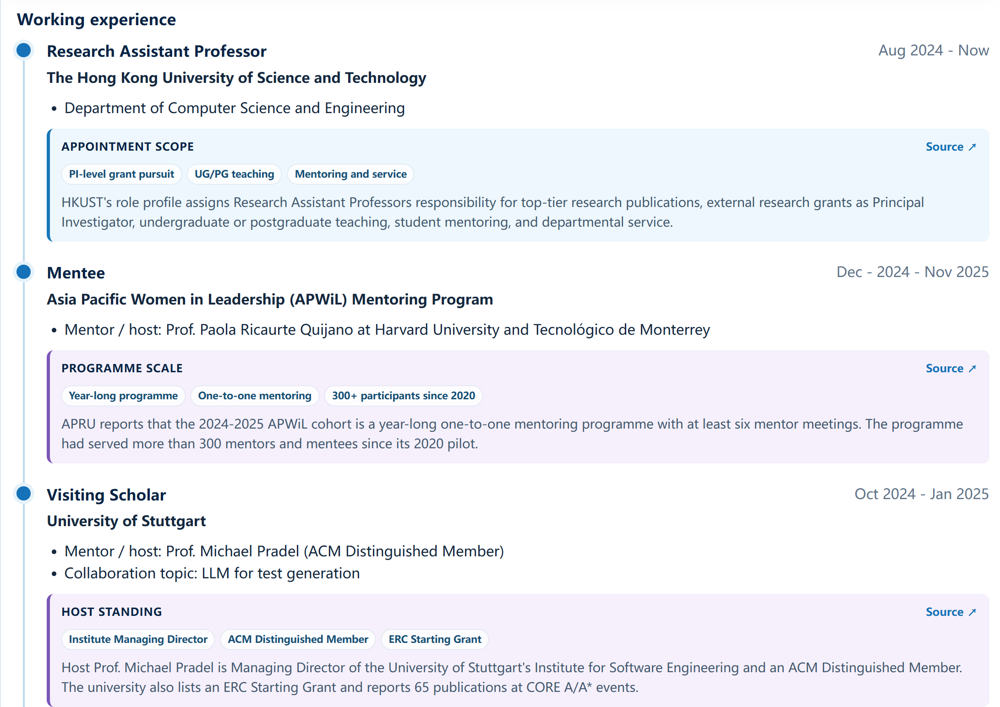 Working experience
Research Assistant Professor
Aug 2024 - Now
The Hong Kong University of Science and Technology
• Department of Computer Science and Engineering
APPOINTMENT SCOPE
Source ↗
PI-level grant pursuit
UG/PG teaching
Mentoring and service
HKUST's role profile assigns Research Assistant Professors responsibility for top-tier research publications, external research grants as Principal
Investigator, undergraduate or postgraduate teaching, student mentoring, and departmental service.
Mentee
Dec - 2024 - Nov 2025
Asia Pacific Women in Leadership (APWiL) Mentoring Program
• Mentor / host: Prof. Paola Ricaurte Quijano at Harvard University and Tecnológico de Monterrey
PROGRAMME SCALE
Source ↗
Year-long programme
One-to-one mentoring
300+ participants since 2020
APRU reports that the 2024-2025 APWiL cohort is a year-long one-to-one mentoring programme with at least six mentor meetings. The programme
had served more than 300 mentors and mentees since its 2020 pilot.
Visiting Scholar
Oct 2024 - Jan 2025
University of Stuttgart
• Mentor / host: Prof. Michael Pradel (ACM Distinguished Member)
• Collaboration topic: LLM for test generation
HOST STANDING
Source ↗
Institute Managing Director
ACM Distinguished Member
ERC Starting Grant
Host Prof. Michael Pradel is Managing Director of the University of Stuttgart's Institute for Software Engineering and an ACM Distinguished Member.
The university also lists an ERC Starting Grant and reports 65 publications at CORE A/A* events.